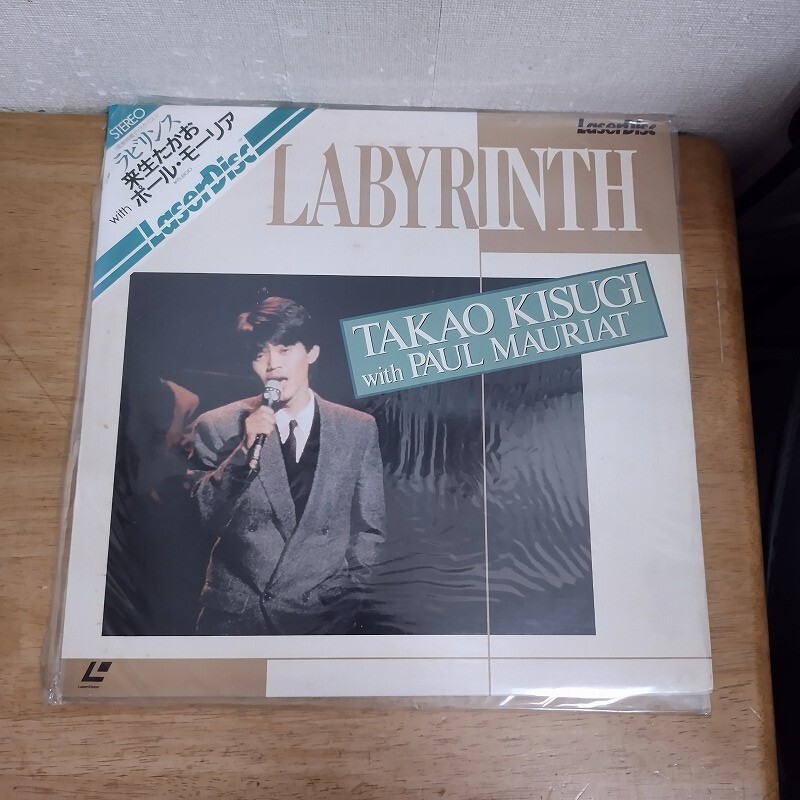 STEREO
ラビリンス
来生たかお
with ポール・モーリア
LaserDisc
LaserDisc
LABYRINTH
TAKAO KISUGI
with PAUL MAURIAT
LaserVision